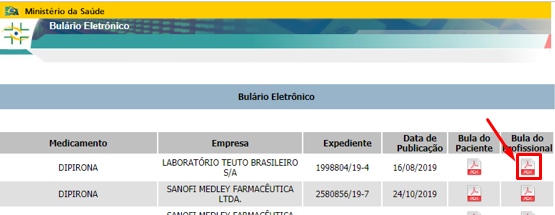 Ministério da Saúde
Bulário Eletrônico
Bulário Eletrônico
Medicamento Empresa Expediente Data de Publicação Bula do Paciente Bula do Profissional
DIPIRONA LABORATÓRIO TEUTO BRASILEIRO S/A 1998804/19-4 16/08/2019
DIPIRONA SANOFI MEDLEY FARMACÊUTICA LTDA. 2580856/19-7 24/10/2019
SANOFI MEDLEY FARMACÊUTICA